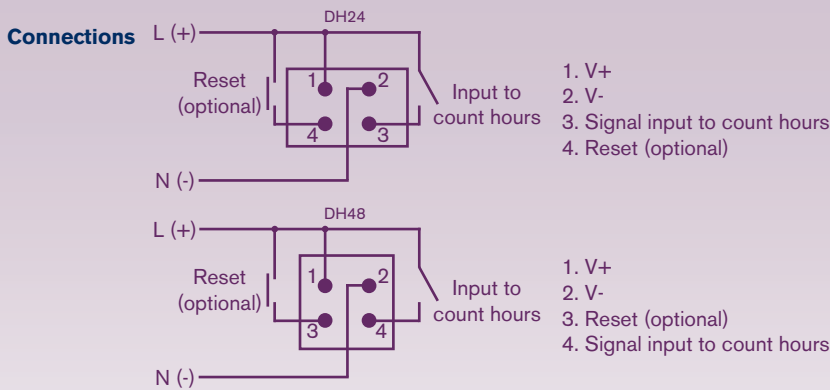 Connections
DH24
L (+)
Reset
(optional)
1
2
4
3
Input to
count hours
N (-)
1. V+
2. V-
3. Signal input to count hours
4. Reset (optional)
DH48
L (+)
Reset
(optional)
1
2
3
4
Input to
count hours
N (-)
1. V+
2. V-
3. Reset (optional)
4. Signal input to count hours